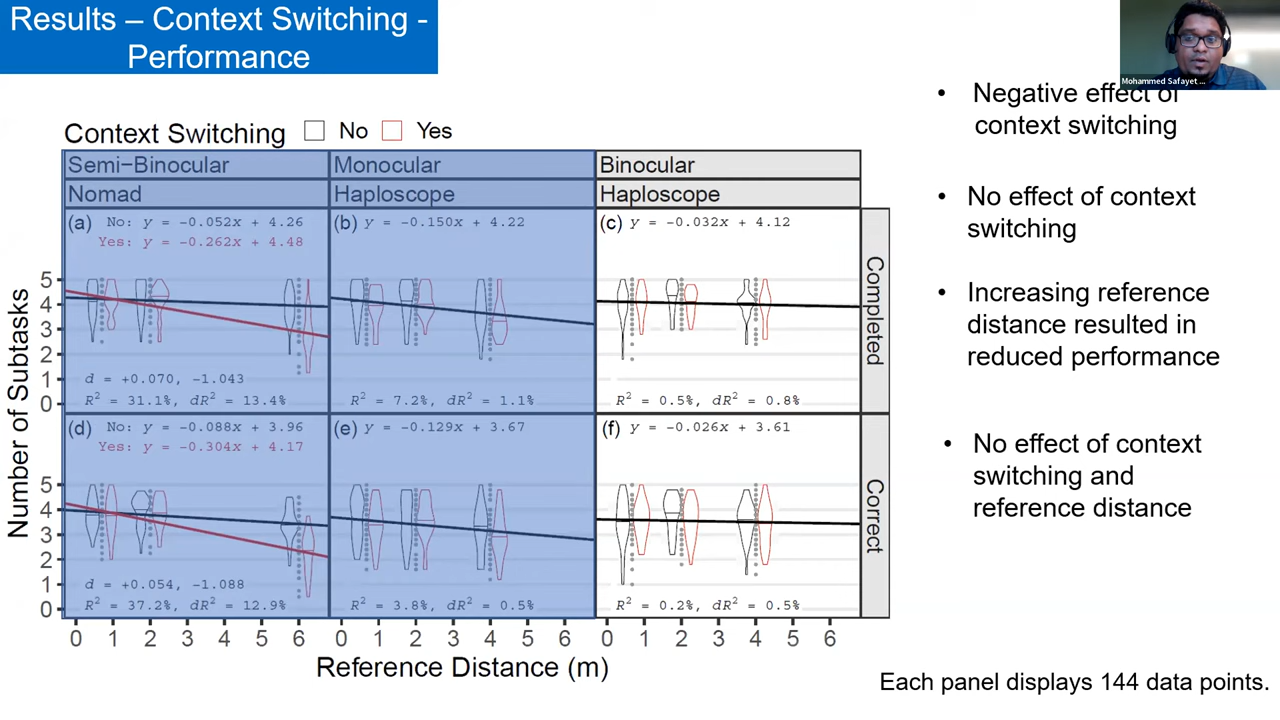 Results – Context Switching -
Performance
Mohammed Safayet ...
Context Switching No Yes
Semi−Binocular Monocular Binocular
Nomad Haploscope Haploscope
(a) No: y = −0.052x + 4.26
Yes: y = −0.262x + 4.48
(b) y = −0.150x + 4.22
(c) y = −0.032x + 4.12
Completed
5
4
3
2
1
0
d = +0.070, −1.043
R² = 31.1%, dR² = 13.4%
R² = 7.2%, dR² = 1.1%
R² = 0.5%, dR² = 0.8%
(d) No: y = −0.088x + 3.96
Yes: y = −0.304x + 4.17
(e) y = −0.129x + 3.67
(f) y = −0.026x + 3.61
Correct
5
4
3
2
1
0
d = +0.054, −1.088
R² = 37.2%, dR² = 12.9%
R² = 3.8%, dR² = 0.5%
R² = 0.2%, dR² = 0.5%
Number of Subtasks
0 1 2 3 4 5 6 0 1 2 3 4 5 6 0 1 2 3 4 5 6
Reference Distance (m)
• Negative effect of
context switching
• No effect of context
switching
• Increasing reference
distance resulted in
reduced performance
• No effect of context
switching and
reference distance
Each panel displays 144 data points.